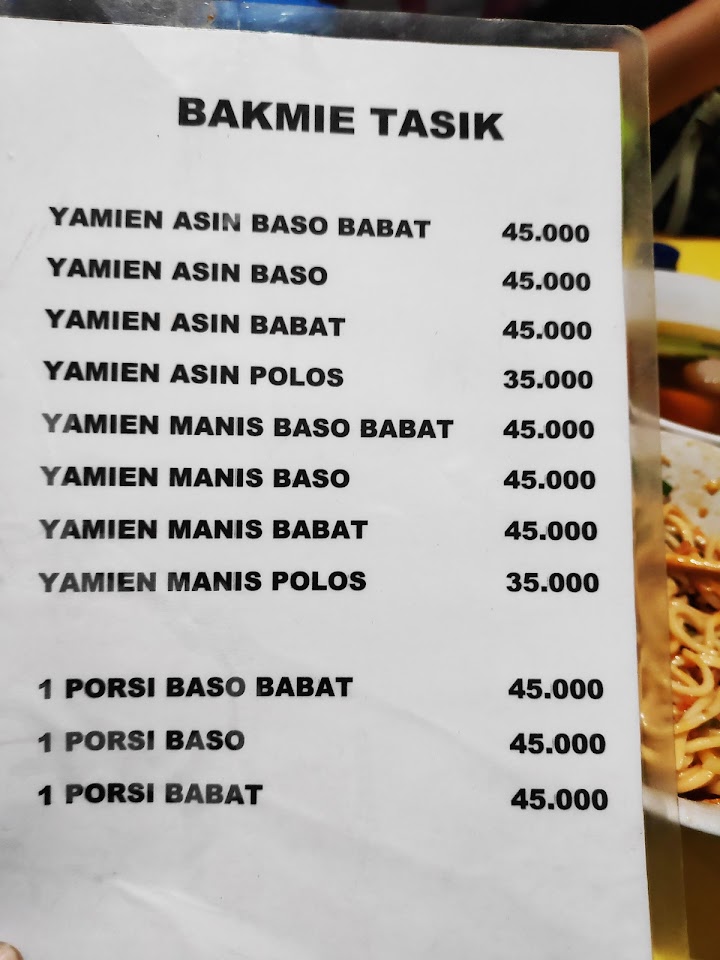 BAKMIE TASIK
YAMIEN ASIN BASO BABAT 45.000
YAMIEN ASIN BASO 45.000
YAMIEN ASIN BABAT 45.000
YAMIEN ASIN POLOS 35.000
YAMIEN MANIS BASO BABAT 45.000
YAMIEN MANIS BASO 45.000
YAMIEN MANIS BABAT 45.000
YAMIEN MANIS POLOS 35.000
1 PORSI BASO BABAT 45.000
1 PORSI BASO 45.000
1 PORSI BABAT 45.000